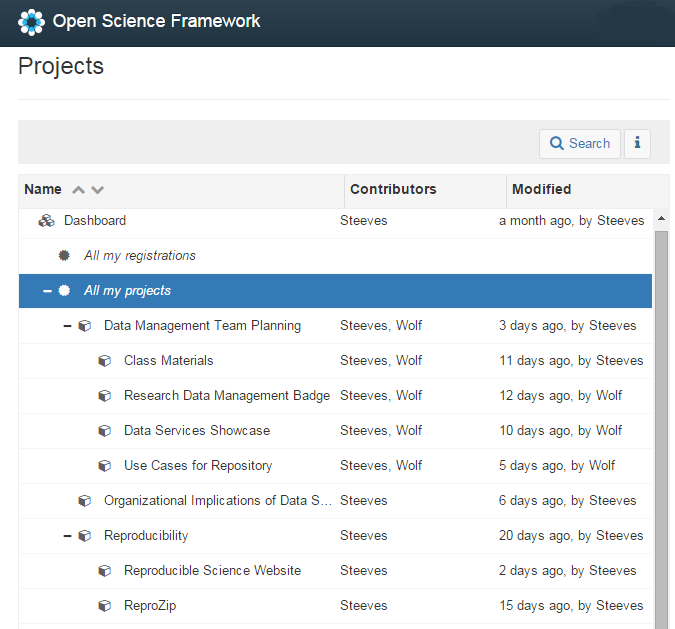 Open Science Framework
Projects
Search
Name Contributors Modified
Dashboard Steeves a month ago, by Steeves
All my registrations
All my projects
Data Management Team Planning Steeves, Wolf 3 days ago, by Steeves
Class Materials Steeves, Wolf 11 days ago, by Steeves
Research Data Management Badge Steeves, Wolf 12 days ago, by Wolf
Data Services Showcase Steeves, Wolf 10 days ago, by Wolf
Use Cases for Repository Steeves, Wolf 5 days ago, by Wolf
Organizational Implications of Data S... Steeves 6 days ago, by Steeves
Reproducibility Steeves 20 days ago, by Steeves
Reproducible Science Website Steeves 2 days ago, by Steeves
ReproZip Steeves 15 days ago, by Steeves